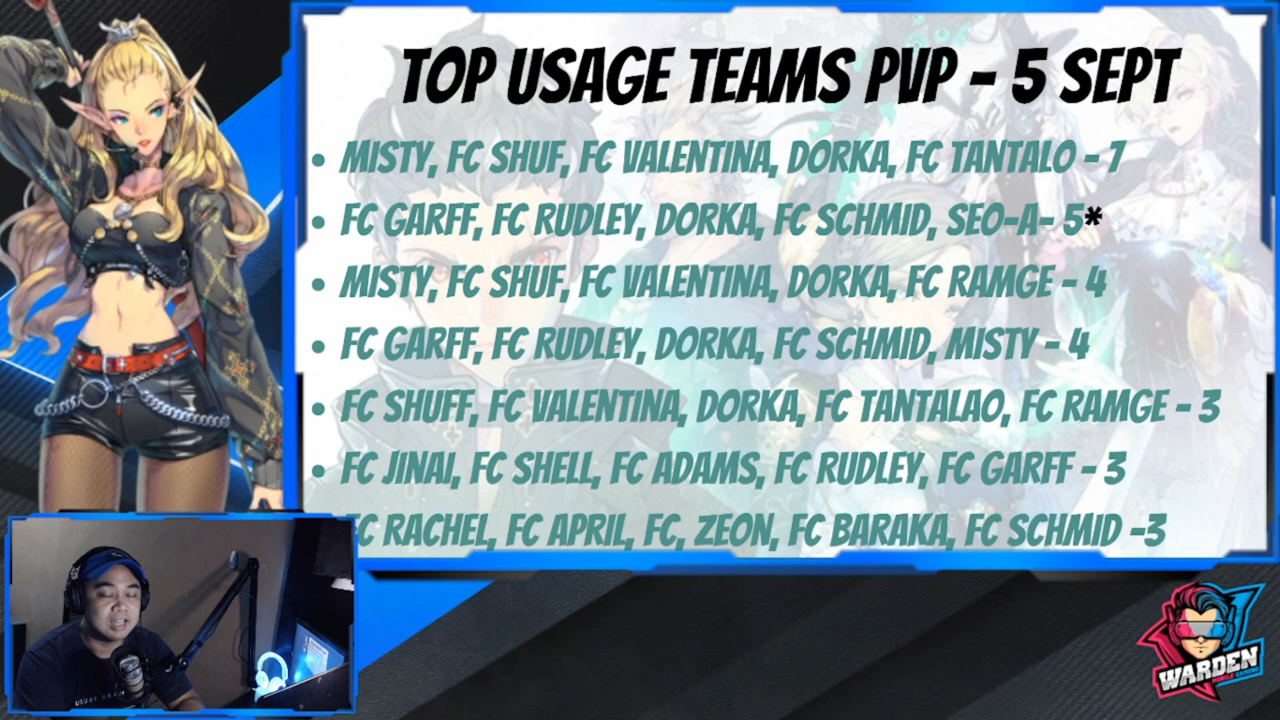 TOP USAGE TEAMS PVP - 5 SEPT
• MISTY, FC SHUF, FC VALENTINA, DORKA, FC TANTALO - 7
• FC GARFF, FC RUDLEY, DORKA, FC SCHMID, SEO-A- 5*
• MISTY, FC SHUF, FC VALENTINA, DORKA, FC RAMGE - 4
• FC GARFF, FC RUDLEY, DORKA, FC SCHMID, MISTY - 4
• FC SHUFF, FC VALENTINA, DORKA, FC TANTALAO, FC RAMGE - 3
• FC JINAI, FC SHELL, FC ADAMS, FC RUDLEY, FC GARFF - 3
FC RACHEL, FC APRIL, FC, ZEON, FC BARAKA, FC SCHMID -3
WARDEN
MOBILE GAMING